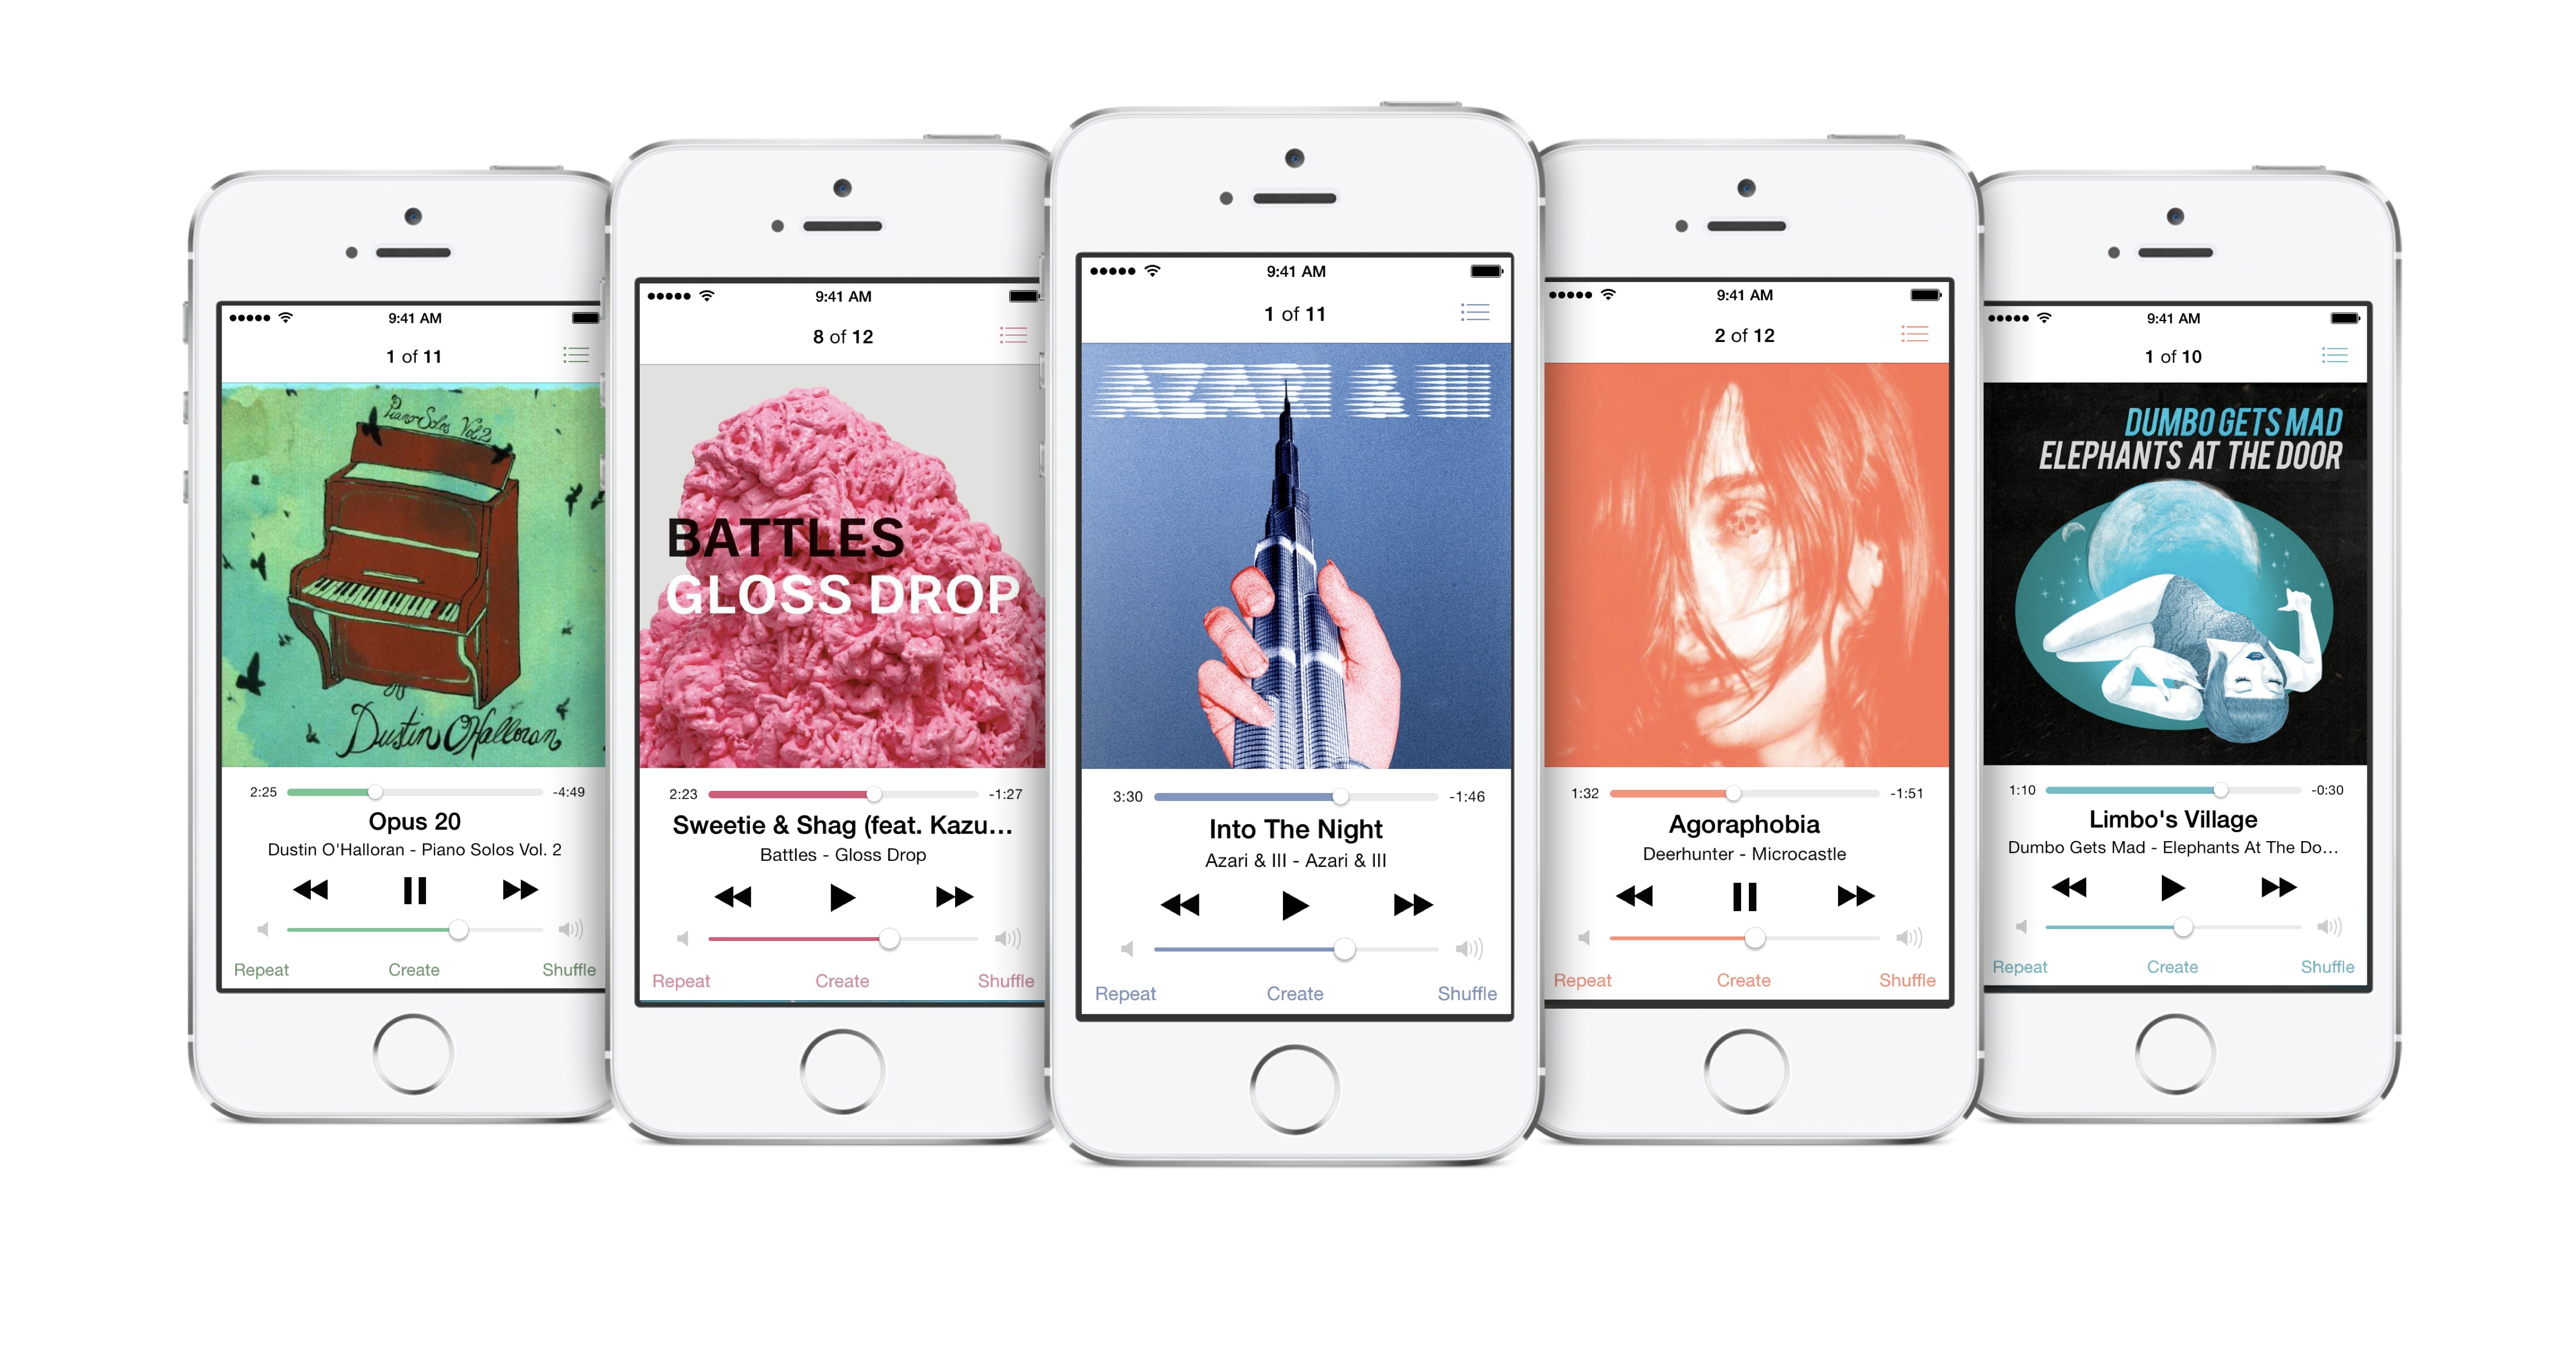 9:41 AM
1 of 11
Piano Solos Vol 2
Dustin O'Halloran
2:25 -4:49
Opus 20
Dustin O'Halloran - Piano Solos Vol. 2
Repeat Create Shuffle
9:41 AM
8 of 12
BATTLES
GLOSS DROP
2:23 -1:27
Sweetie & Shag (feat. Kazu...
Battles - Gloss Drop
Repeat Create Shuffle
9:41 AM
1 of 11
AZARI & III
3:30 -1:46
Into The Night
Azari & III - Azari & III
Repeat Create Shuffle
9:41 AM
2 of 12
1:32 -1:51
Agoraphobia
Deerhunter - Microcastle
Repeat Create Shuffle
9:41 AM
1 of 10
DUMBO GETS MAD
ELEPHANTS AT THE DOOR
1:10 -0:30
Limbo's Village
Dumbo Gets Mad - Elephants At The Do...
Repeat Create Shuffle